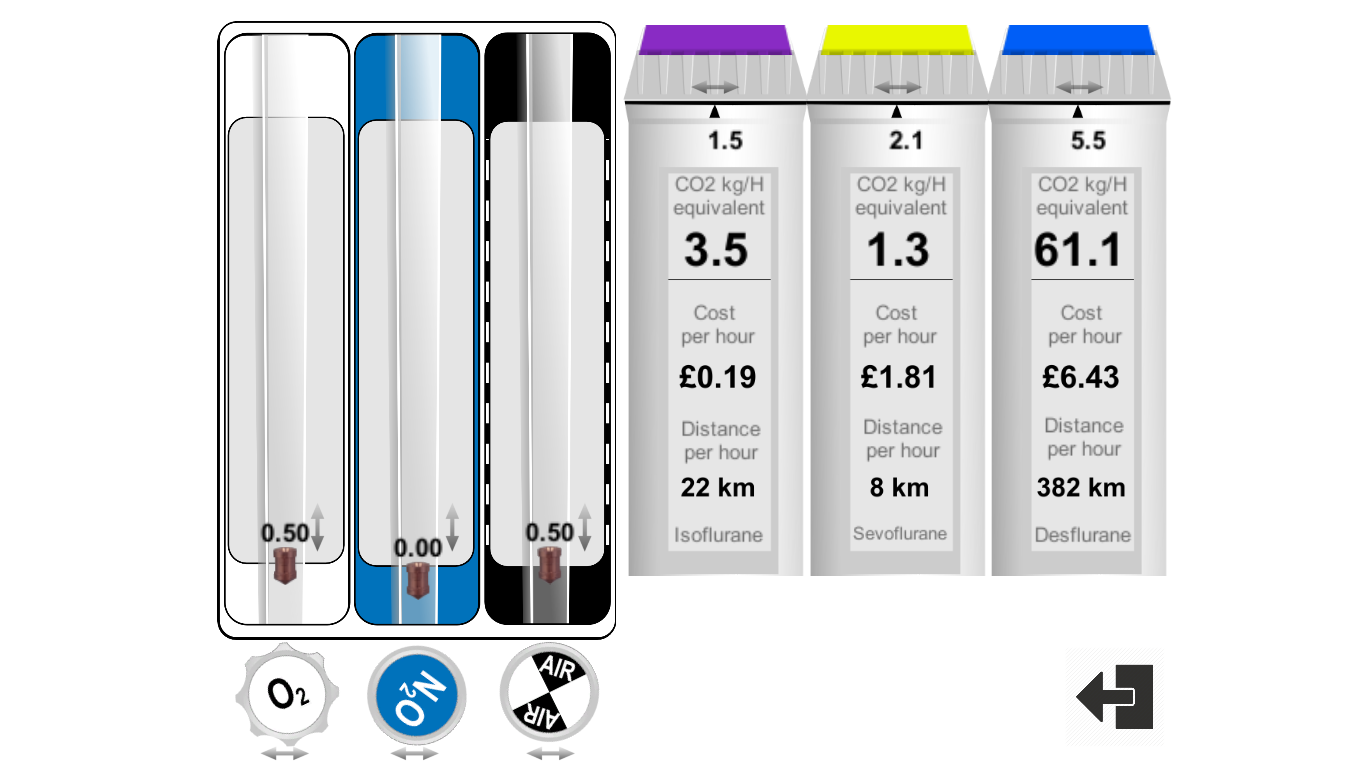 0.50
0.00
0.50
O2
N2O
AIR
AIR
1.5
CO2 kg/H
equivalent
3.5
Cost
per hour
£0.19
Distance
per hour
22 km
Isoflurane
2.1
CO2 kg/H
equivalent
1.3
Cost
per hour
£1.81
Distance
per hour
8 km
Sevoflurane
5.5
CO2 kg/H
equivalent
61.1
Cost
per hour
£6.43
Distance
per hour
382 km
Desflurane